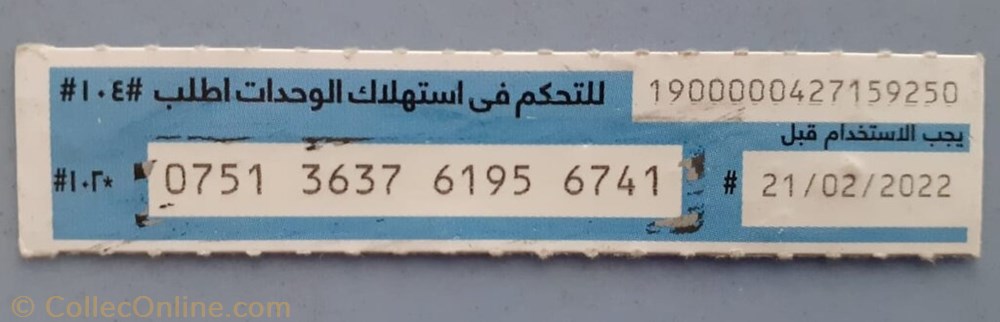 للتحكم فى استهلاك الوحدات اطلب #١٠٤#
1900000427159250
يجب الاستخدام قبل
#١٠٢* 0751 3637 6195 6741 #
21/02/2022
© CollecOnline.com